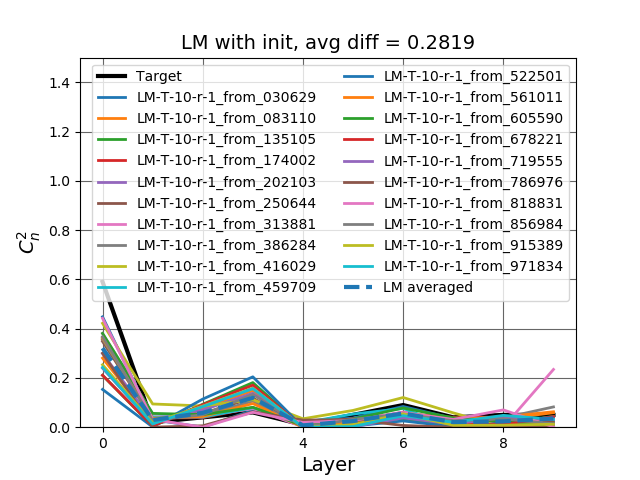 LM with init, avg diff = 0.2819
1.4
1.2
1.0
0.8
0.6
0.4
0.2
0.0
C_n^2
Target
LM-T-10-r-1_from_030629
LM-T-10-r-1_from_083110
LM-T-10-r-1_from_135105
LM-T-10-r-1_from_174002
LM-T-10-r-1_from_202103
LM-T-10-r-1_from_250644
LM-T-10-r-1_from_313881
LM-T-10-r-1_from_386284
LM-T-10-r-1_from_416029
LM-T-10-r-1_from_459709
LM-T-10-r-1_from_522501
LM-T-10-r-1_from_561011
LM-T-10-r-1_from_605590
LM-T-10-r-1_from_678221
LM-T-10-r-1_from_719555
LM-T-10-r-1_from_786976
LM-T-10-r-1_from_818831
LM-T-10-r-1_from_856984
LM-T-10-r-1_from_915389
LM-T-10-r-1_from_971834
LM averaged
0 2 4 6 8
Layer